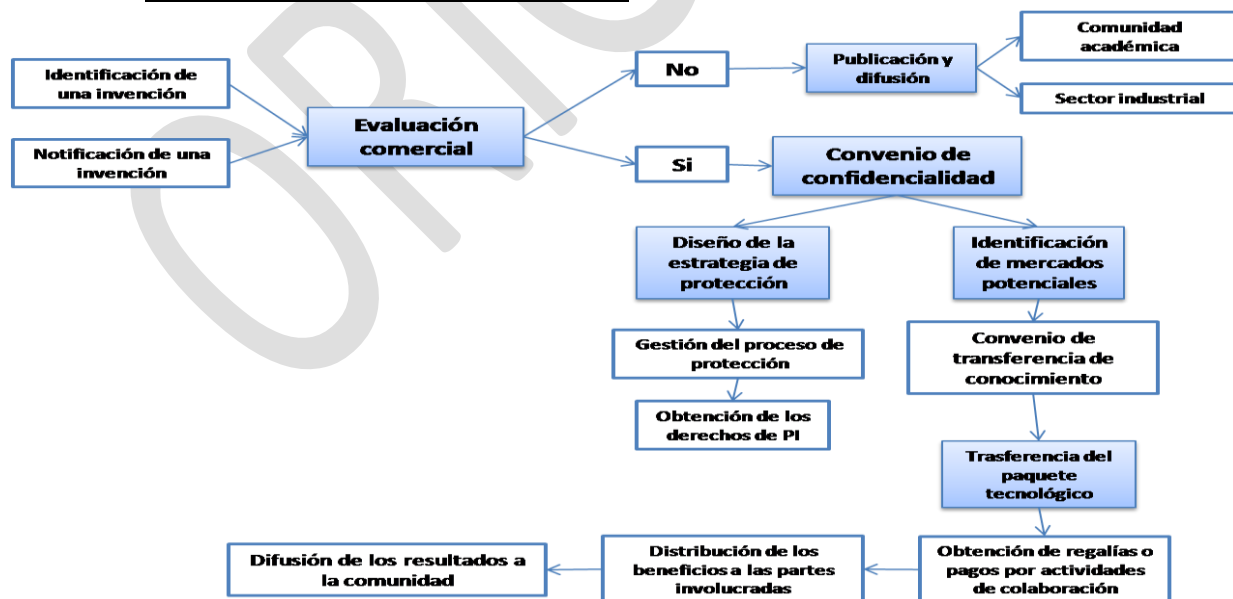 Identificación de
una invención
Notificación de una
invención
Evaluación
comercial
No
Publicación y
difusión
Comunidad
académica
Sector industrial
Si
Convenio de
confidencialidad
Diseño de la
estrategia de
protección
Gestión del proceso de
protección
Obtención de los
derechos de PI
Identificación
de mercados
potenciales
Convenio de
transferencia de
conocimiento
Trasferencia del
paquete
tecnológico
Obtención de regalías o
pagos por actividades
de colaboración
Distribución de los
beneficios a las partes
involucradas
Difusión de los resultados a
la comunidad